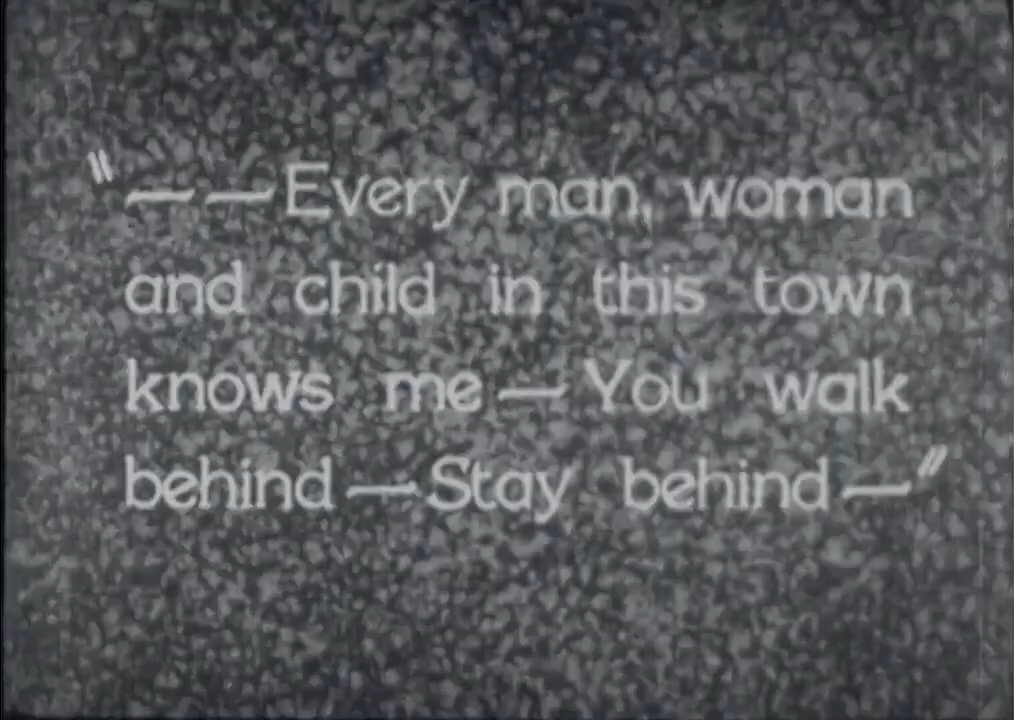 "— —Every man, woman
and child in this town
knows me — You walk
behind — Stay behind —"